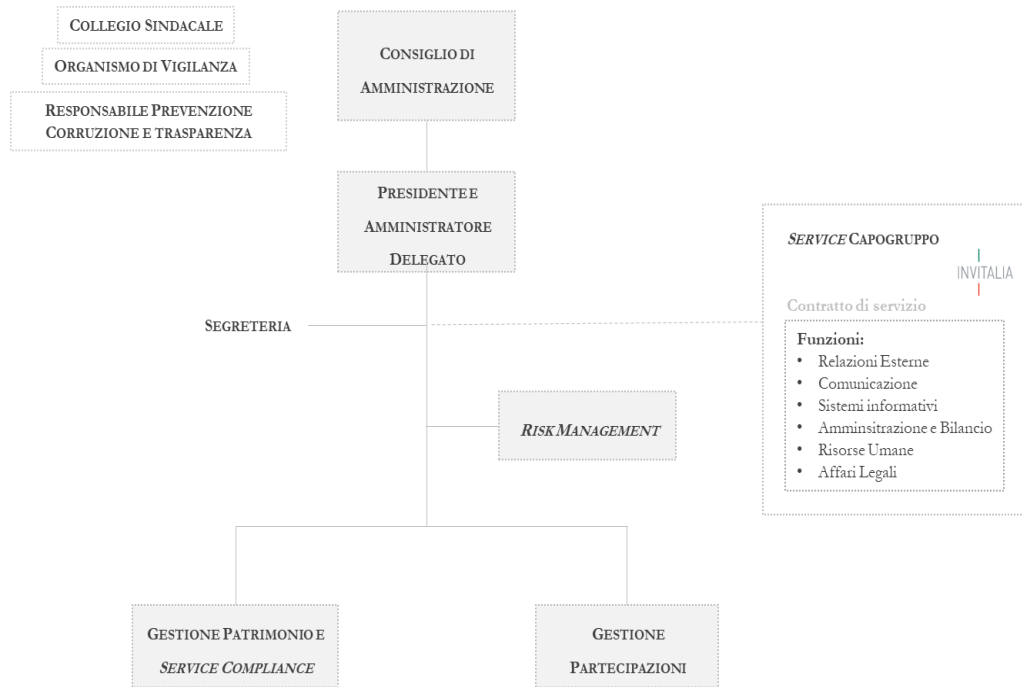 COLLEGIO SINDACALE
ORGANISMO DI VIGILANZA
RESPONSABILE PREVENZIONE
CORRUZIONE E TRASPARENZA
CONSIGLIO DI
AMMINISTRAZIONE
PRESIDENTE E
AMMINISTRATORE
DELEGATO
SEGRETERIA
SERVICE CAPOGRUPPO
INVITALIA
Contratto di servizio
Funzioni:
• Relazioni Esterne
• Comunicazione
• Sistemi informativi
• Amminsitrazione e Bilancio
• Risorse Umane
• Affari Legali
RISK MANAGEMENT
GESTIONE PATRIMONIO E
SERVICE COMPLIANCE
GESTIONE
PARTECIPAZIONI